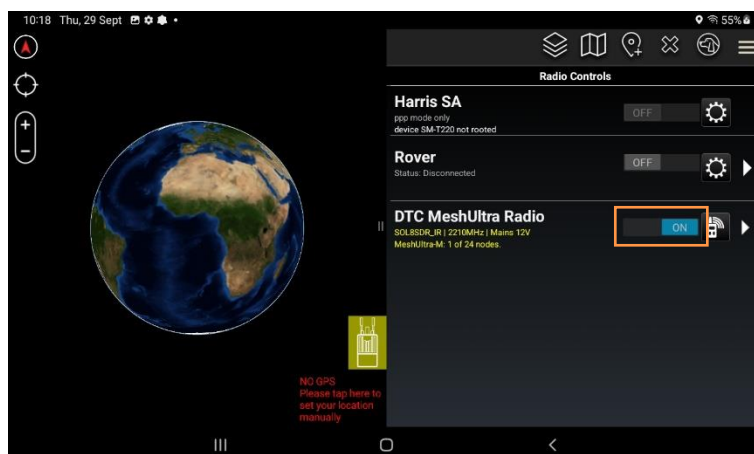 10:18 Thu, 29 Sept
55%
Radio Controls
Harris SA
ppp mode only
device SM-T220 not rooted
OFF
Rover
Status: Disconnected
OFF
DTC MeshUltra Radio
SOL8SDR_IR | 2210MHz | Mains 12V
MeshUltra-M: 1 of 24 nodes.
ON
NO GPS
Please tap here to
set your location
manually